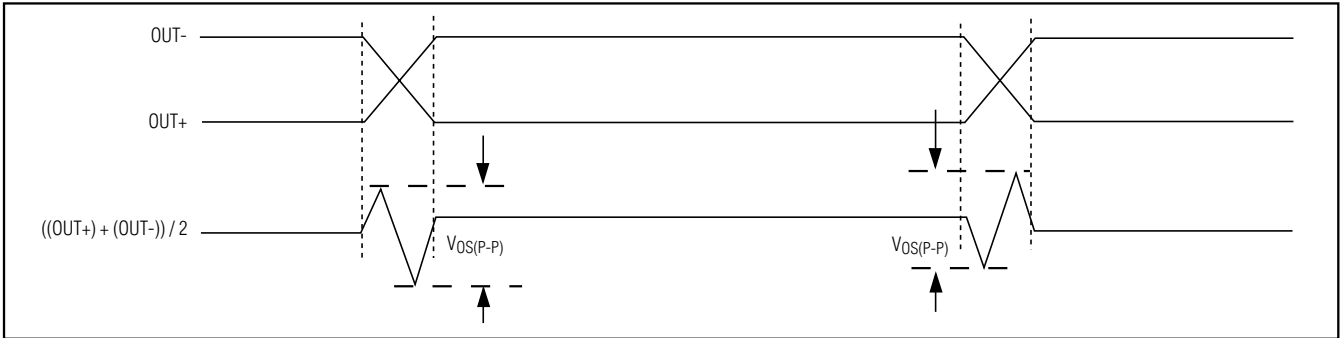 OUT-
OUT+
((OUT+) + (OUT-)) / 2
VOS(P-P)
VOS(P-P)